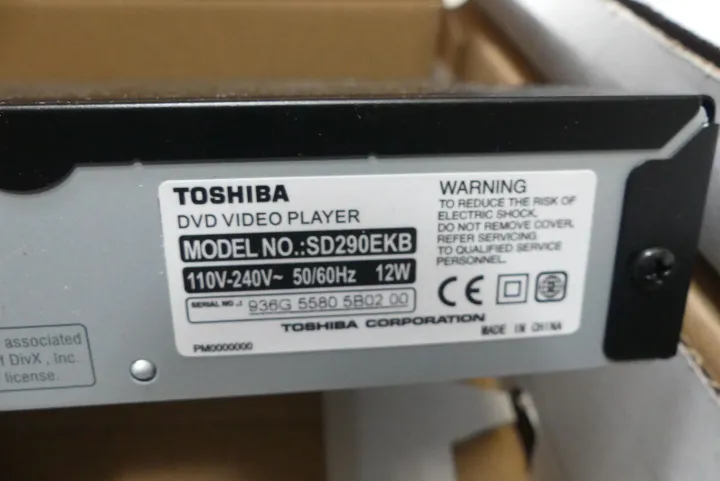 TOSHIBA
DVD VIDEO PLAYER
MODEL NO.:SD290EKB
110V-240V~ 50/60Hz 12W
SERIAL NO.: 936G 5580 5B02 00
TOSHIBA CORPORATION
PM0000000
WARNING
TO REDUCE THE RISK OF
ELECTRIC SHOCK,
DO NOT REMOVE COVER.
REFER SERVICING
TO QUALIFIED SERVICE
PERSONNEL.
CE
MADE IN CHINA
associated
f DivX, Inc.
license.